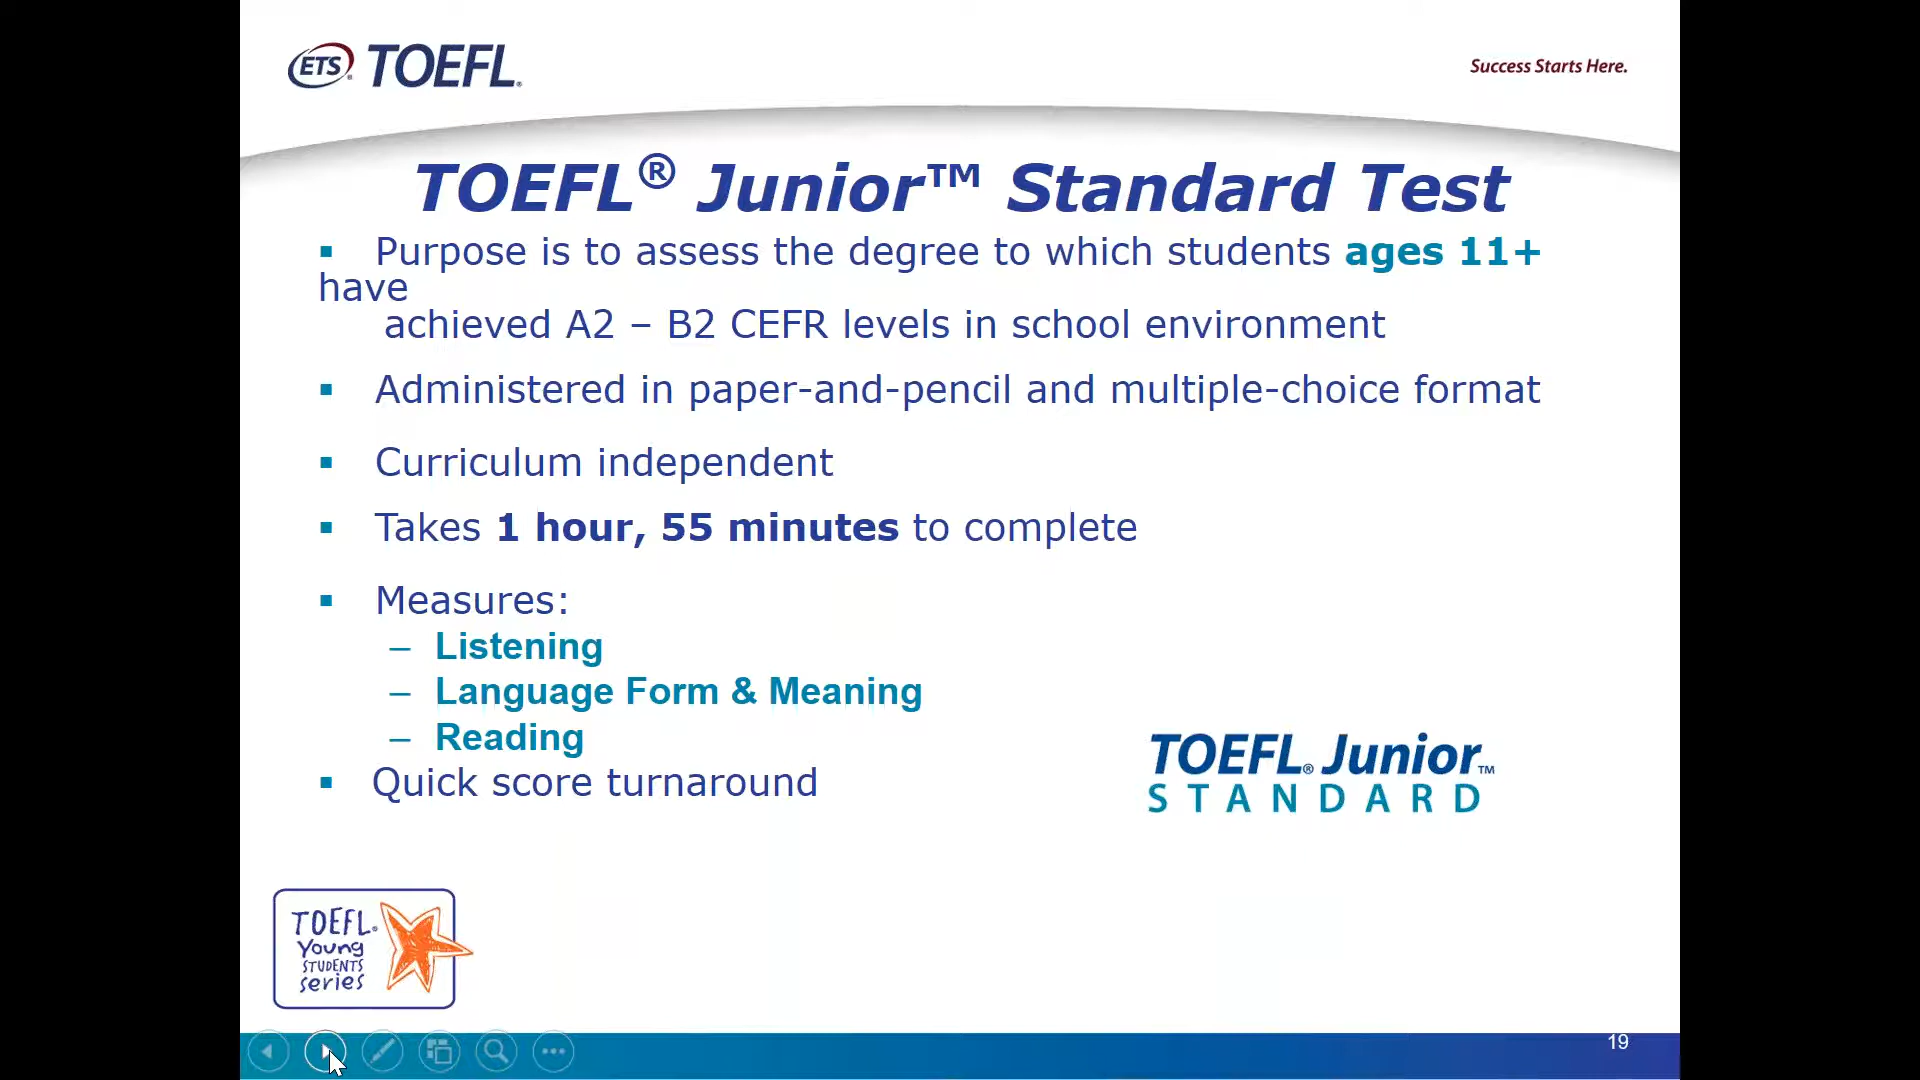 ETS® TOEFL®
Success Starts Here.
TOEFL® Junior™ Standard Test
▪ Purpose is to assess the degree to which students ages 11+
have
achieved A2 – B2 CEFR levels in school environment
▪ Administered in paper-and-pencil and multiple-choice format
▪ Curriculum independent
▪ Takes 1 hour, 55 minutes to complete
▪ Measures:
– Listening
– Language Form & Meaning
– Reading
▪ Quick score turnaround
TOEFL® Junior™
STANDARD
TOEFL®
Young
STUDENTS
series
19